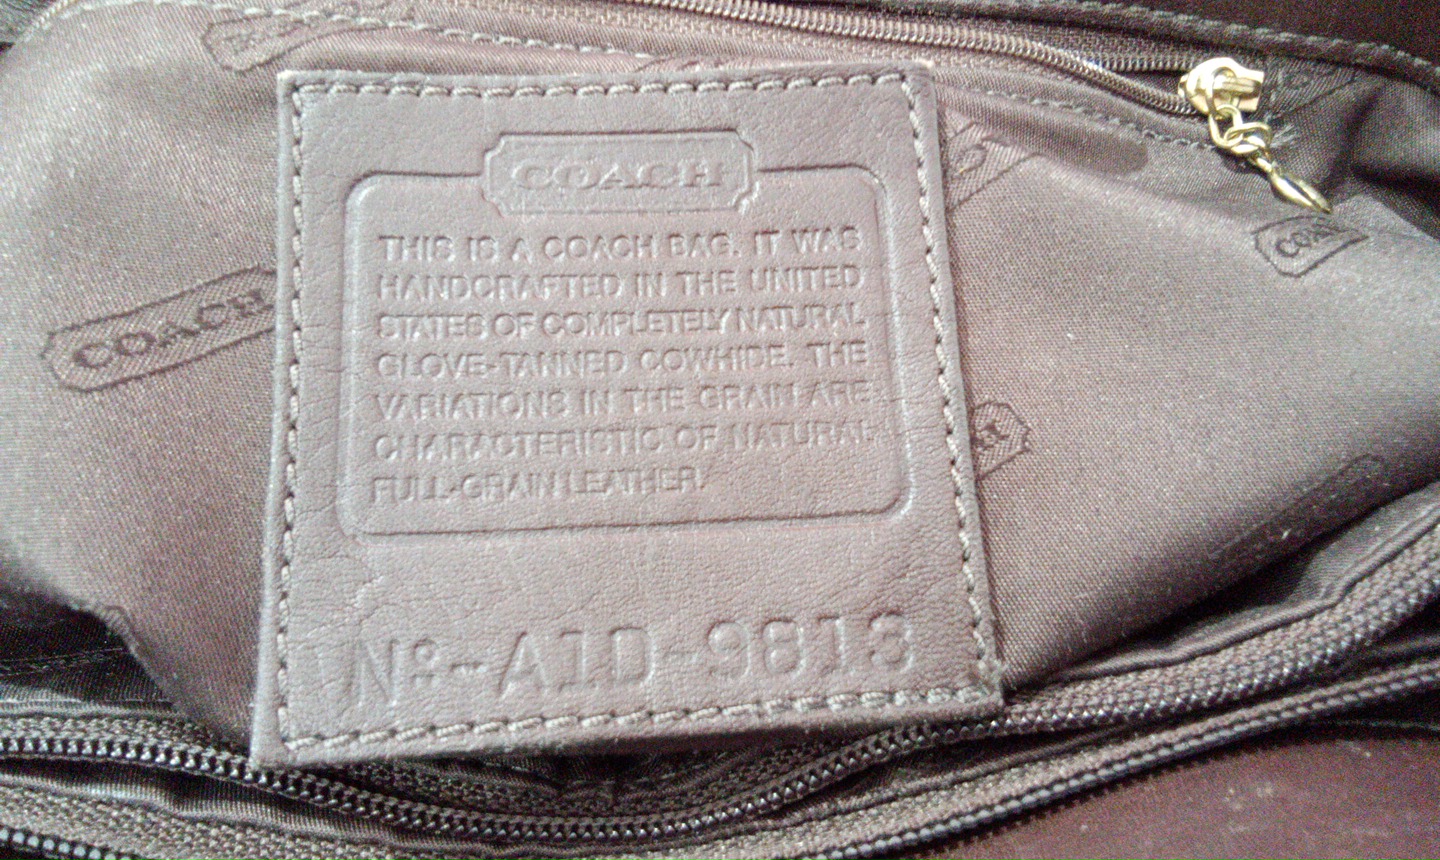 COACH
THIS IS A COACH BAG. IT WAS
HANDCRAFTED IN THE UNITED
STATES OF COMPLETELY NATURAL
GLOVE-TANNED COWHIDE. THE
VARIATIONS IN THE GRAIN ARE
CHARACTERISTIC OF NATURAL
FULL-GRAIN LEATHER.
Nº-A1D-9813
COACH
COACH